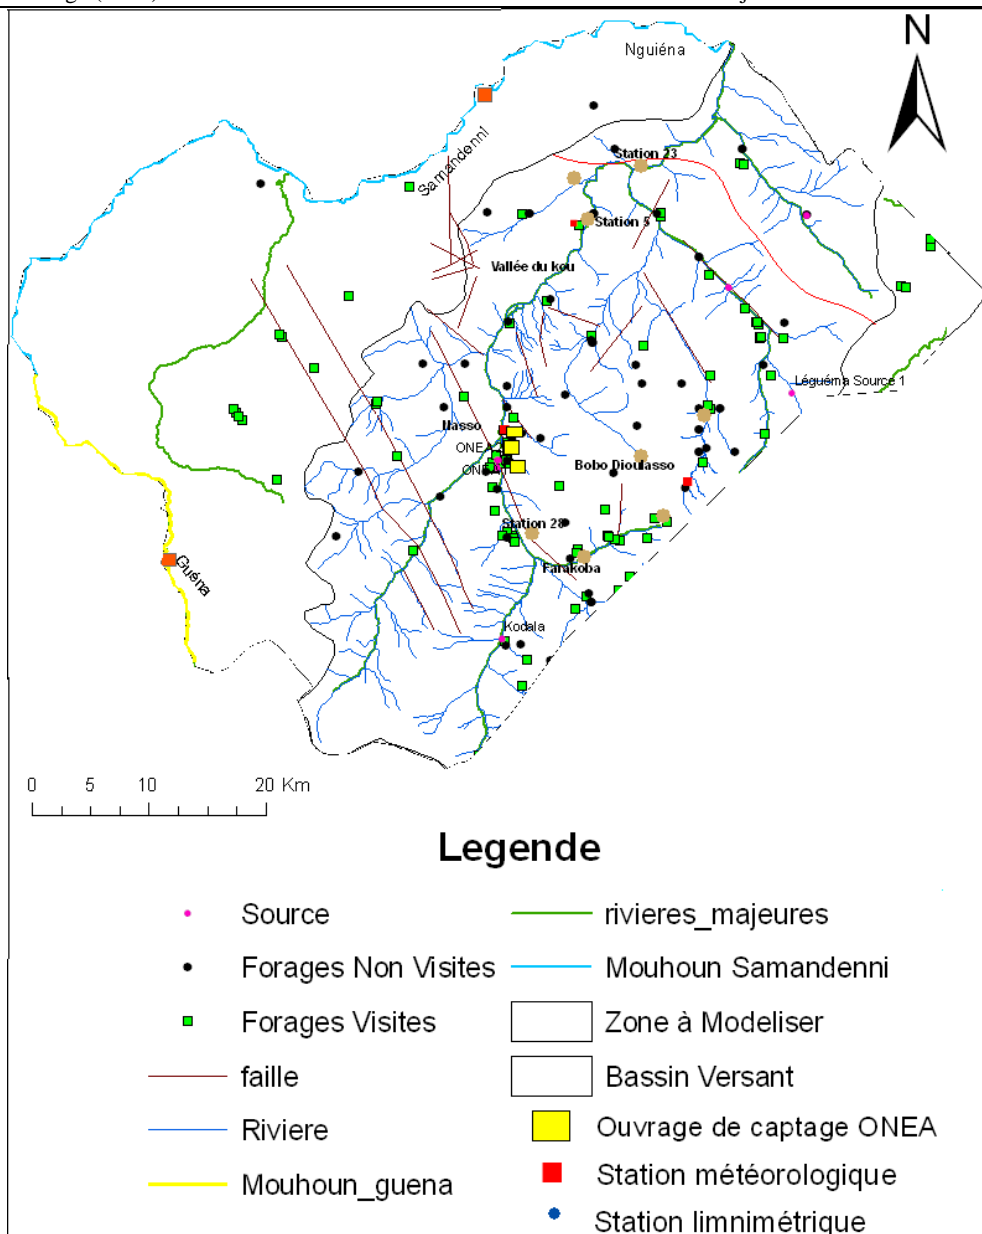 N
Nguiéna
Samandenni
Station 23
Station 5
Vallée du kou
Léguéma Source 1
Nasso
ONEA
ONEA
Bobo Dioulasso
Station 28
Farakoba
Guéna
Kodala
0 5 10 20 Km
Legende
Source
rivieres_majeures
Forages Non Visites
Mouhoun Samandenni
Forages Visites
Zone à Modeliser
faille
Bassin Versant
Riviere
Ouvrage de captage ONEA
Mouhoun_guena
Station météorologique
Station limnimétrique